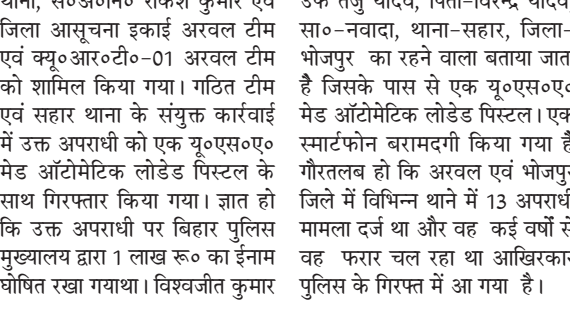 थाना, स०अ०नि० राकेश कुमार एवं
जिला आसूचना इकाई अरवल टीम
एवं क्यू०आर०टी०-01 अरवल टीम
को शामिल किया गया। गठित टीम
एवं सहार थाना के संयुक्त कार्रवाई
में उक्त अपराधी को एक यू०एस०ए०
मेड ऑटोमेटिक लोडेड पिस्टल के
साथ गिरफ्तार किया गया। ज्ञात हो
कि उक्त अपराधी पर बिहार पुलिस
मुख्यालय द्वारा 1 लाख रू० का ईनाम
घोषित रखा गयाथा। विश्वजीत कुमार
उर्फ तेजु यादव, पिता-विरेन्द्र यादव,
सा०-नवादा, थाना-सहार, जिला-
भोजपुर का रहने वाला बताया जाता
है जिसके पास से एक यू०एस०ए०
मेड ऑटोमेटिक लोडेड पिस्टल। एक
स्मार्टफोन बरामदगी किया गया है
गौरतलब हो कि अरवल एवं भोजपुर
जिले में विभिन्न थाने में 13 अपराधी
मामला दर्ज था और वह कई वर्षों से
वह फरार चल रहा था आखिरकार
पुलिस के गिरफ्त में आ गया है।